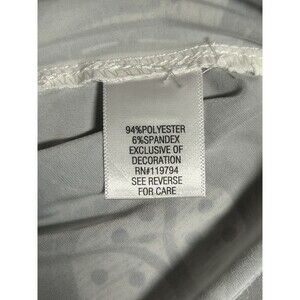 94%POLYESTER
6%SPANDEX
EXCLUSIVE OF
DECORATION
RN#119794
SEE REVERSE
FOR CARE